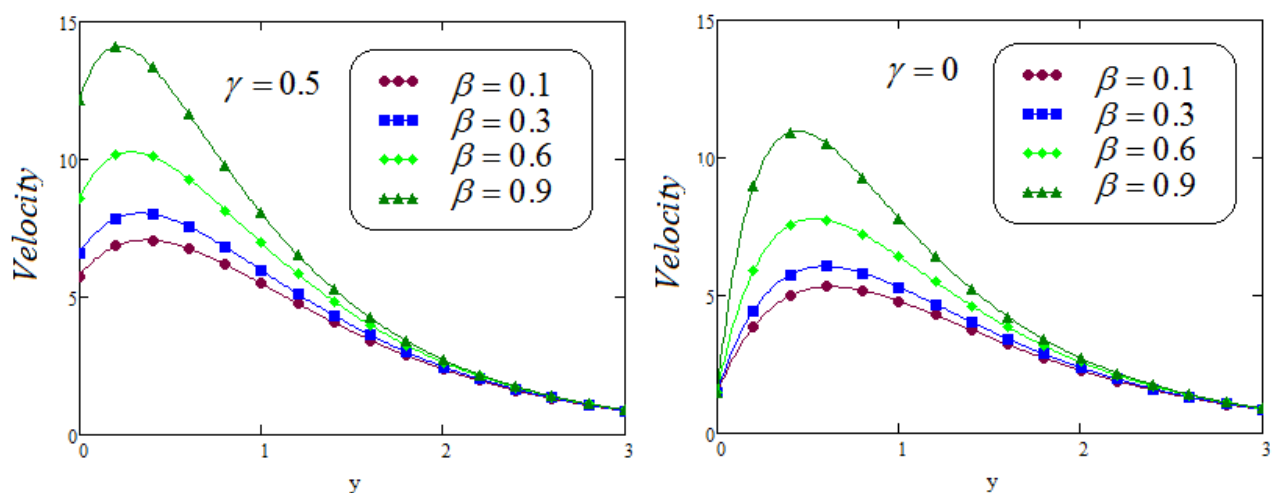 15
10
5
0
0
1
2
3
Velocity
y
γ = 0.5
β = 0.1
β = 0.3
β = 0.6
β = 0.9
15
10
5
0
0
1
2
3
Velocity
y
γ = 0
β = 0.1
β = 0.3
β = 0.6
β = 0.9